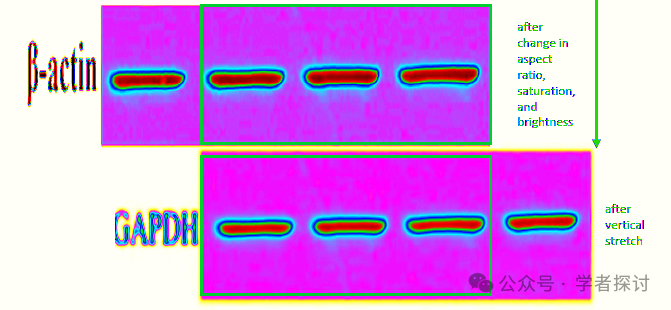 β-actin
after
change in
aspect
ratio,
saturation,
and
brightness
GAPDH
after
vertical
stretch
公众号 · 学者探讨